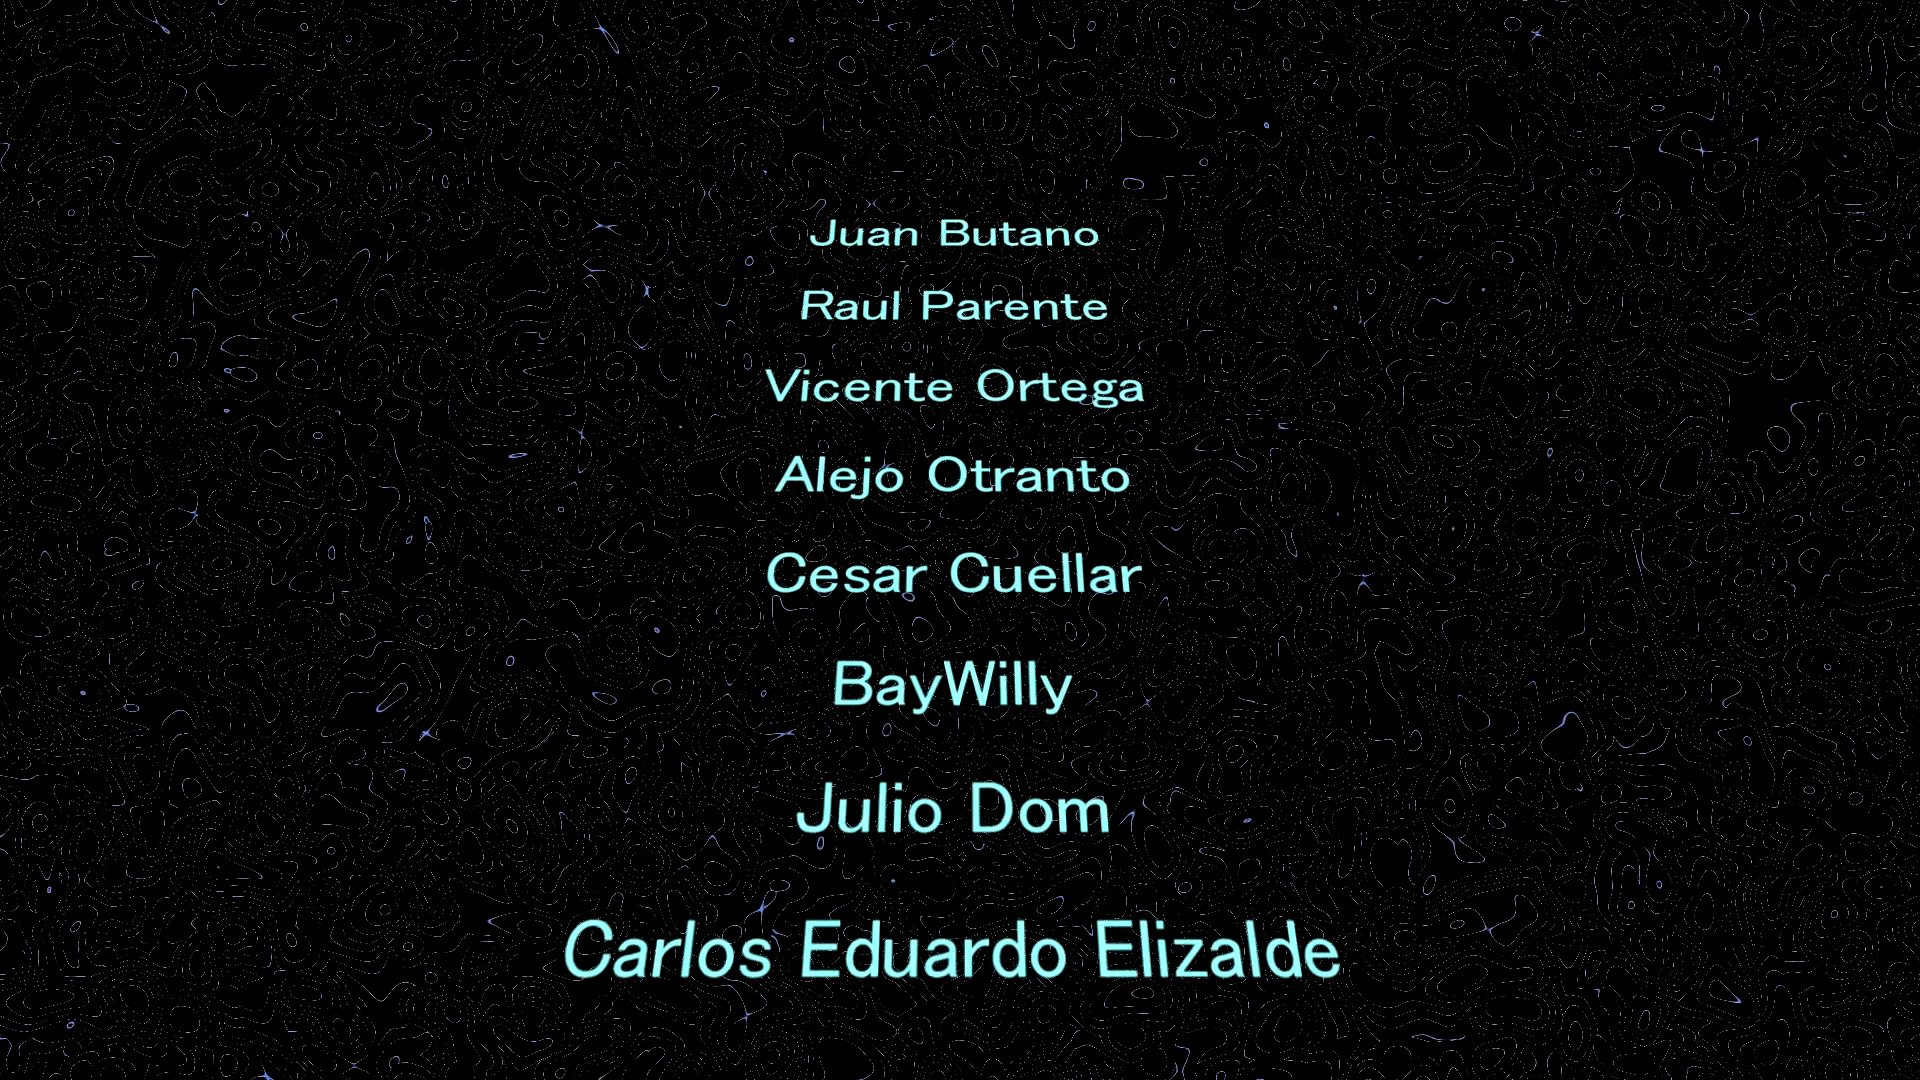 Juan Butano
Raul Parente
Vicente Ortega
Alejo Otranto
Cesar Cuellar
BayWilly
Julio Dom
Carlos Eduardo Elizalde